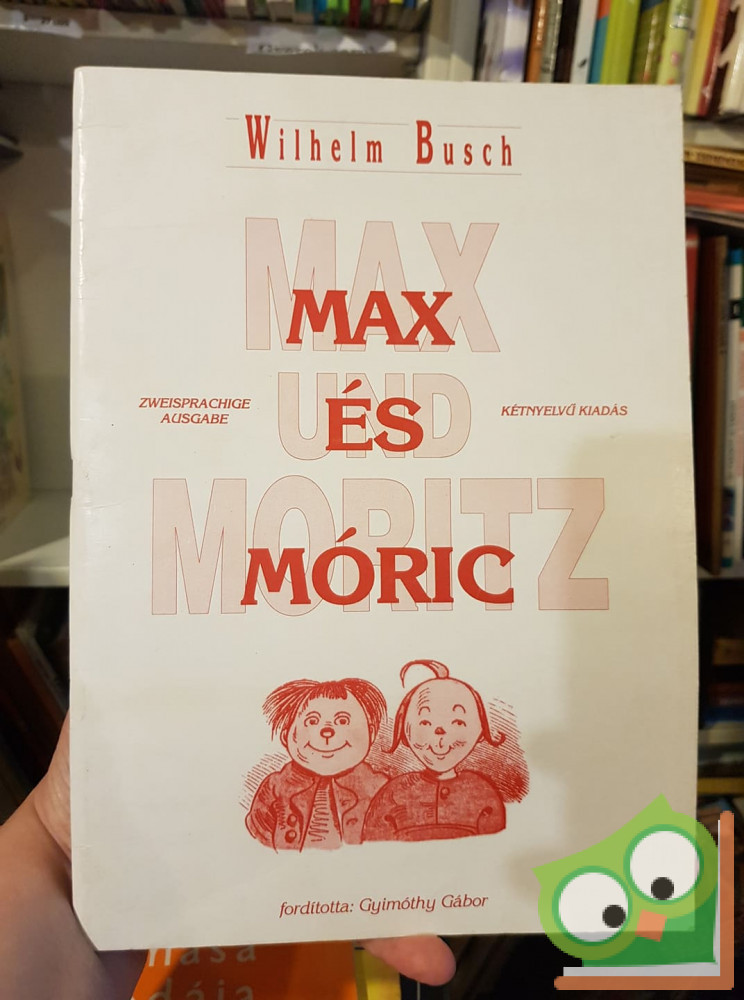 Wilhelm Busch
MAX
MAX
UND
ÉS
ZWEISPRACHIGE
AUSGABE
KÉTNYELVŰ KIADÁS
MORITZ
MÓRIC
fordította: Gyimóthy Gábor